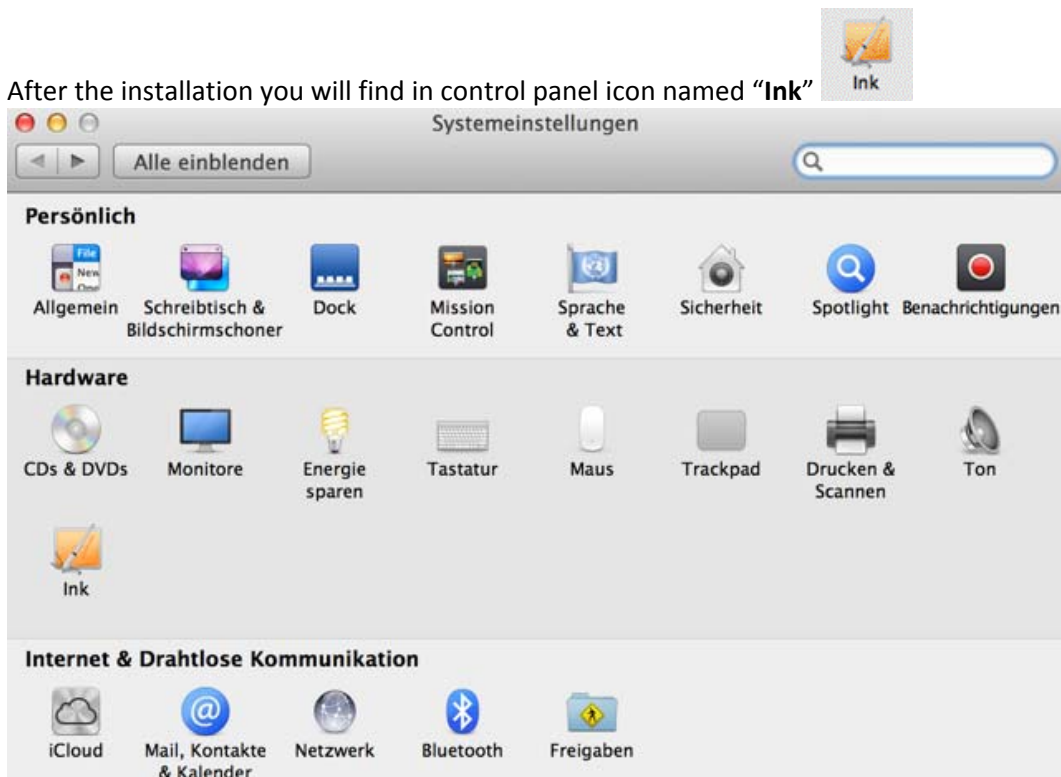 Ink
After the installation you will find in control panel icon named “Ink”
Systemeinstellungen
Alle einblenden
Persönlich
File
New
Allgemein
Schreibtisch &
Bildschirmschoner
Dock
Mission
Control
Sprache
& Text
Sicherheit
Spotlight
Benachrichtigungen
Hardware
CDs & DVDs
Monitore
Energie
sparen
Tastatur
Maus
Trackpad
Drucken &
Scannen
Ton
Ink
Internet & Drahtlose Kommunikation
@
iCloud
Mail, Kontakte
& Kalender
Netzwerk
Bluetooth
Freigaben